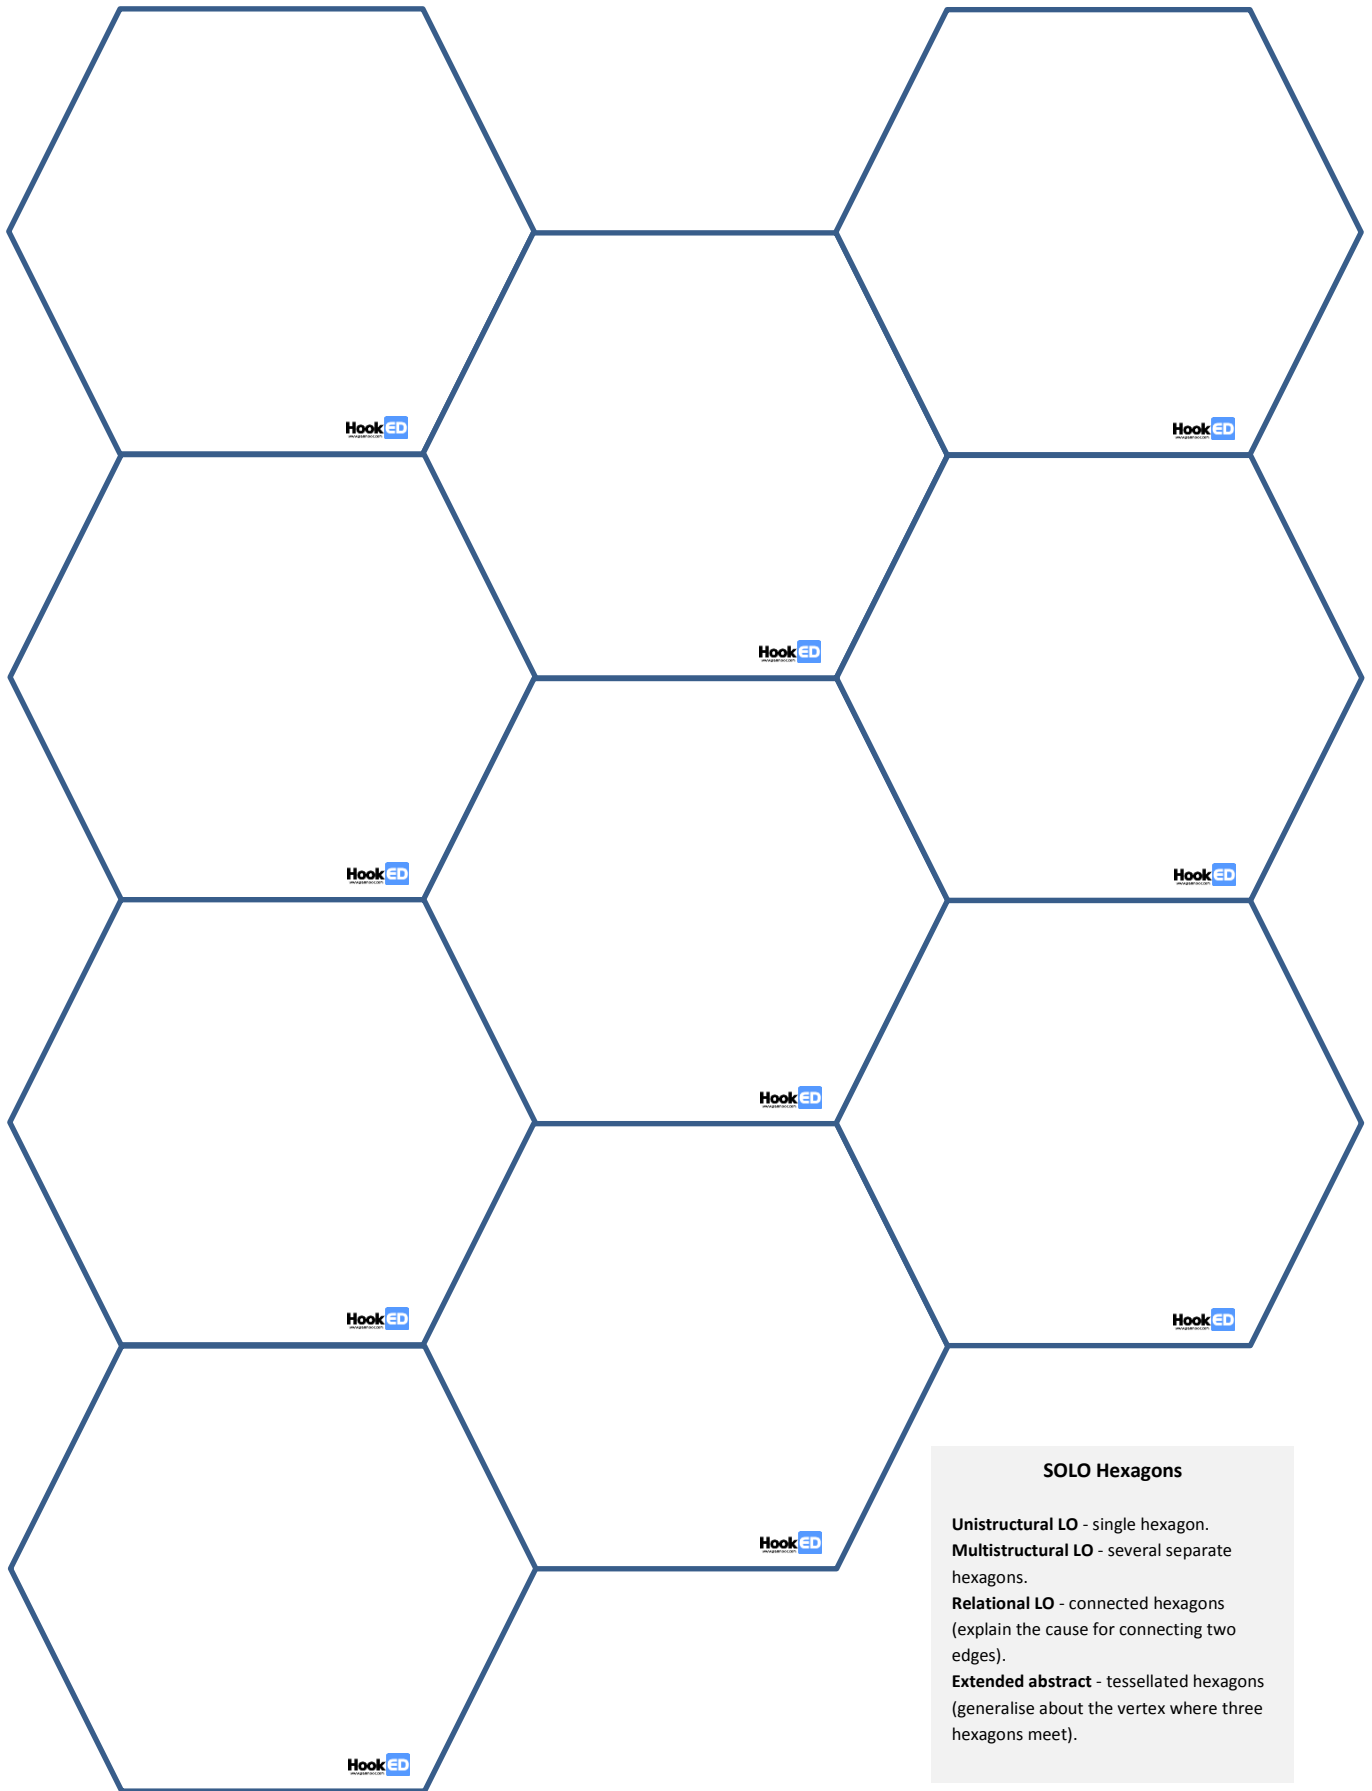 HookED
HookED
HookED
HookED
HookED
HookED
HookED
HookED
HookED
HookED
SOLO Hexagons
Unistructural LO - single hexagon.
Multistructural LO - several separate
hexagons.
Relational LO - connected hexagons
(explain the cause for connecting two
edges).
Extended abstract - tessellated hexagons
(generalise about the vertex where three
hexagons meet).